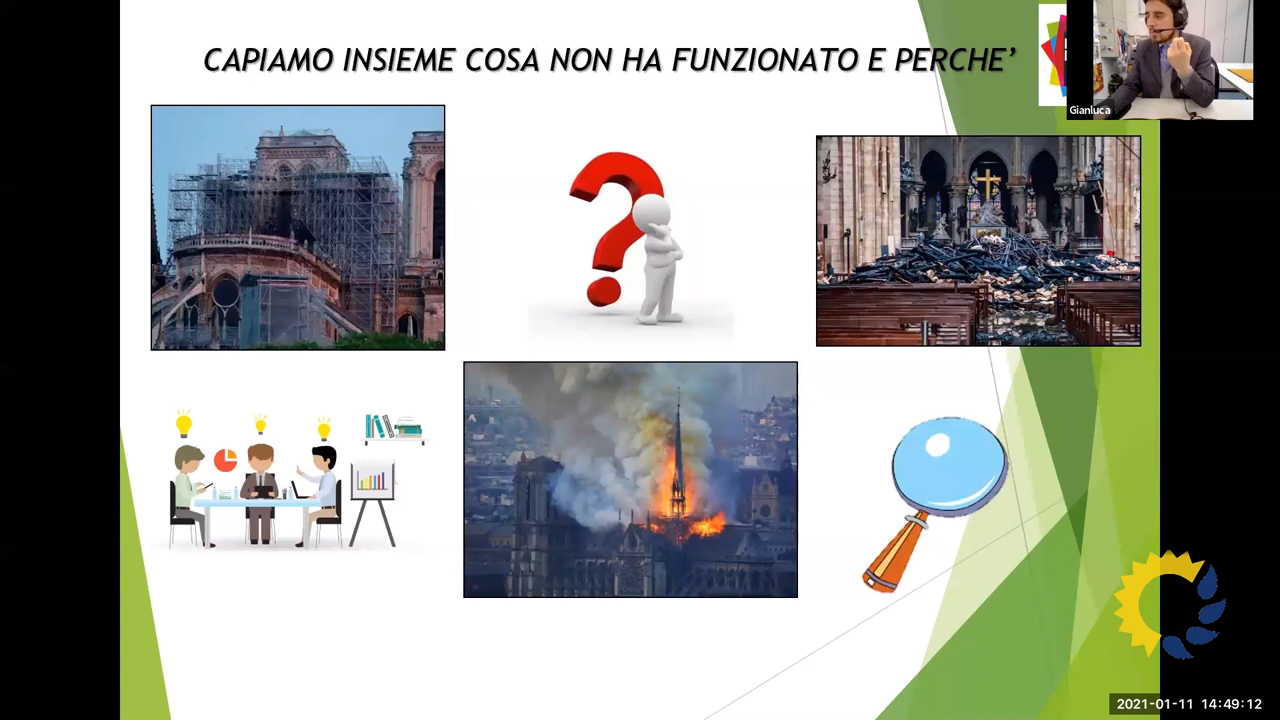 CAPIAMO INSIEME COSA NON HA FUNZIONATO E PERCHE’
Gianluca
2021-01-11 14:49:12